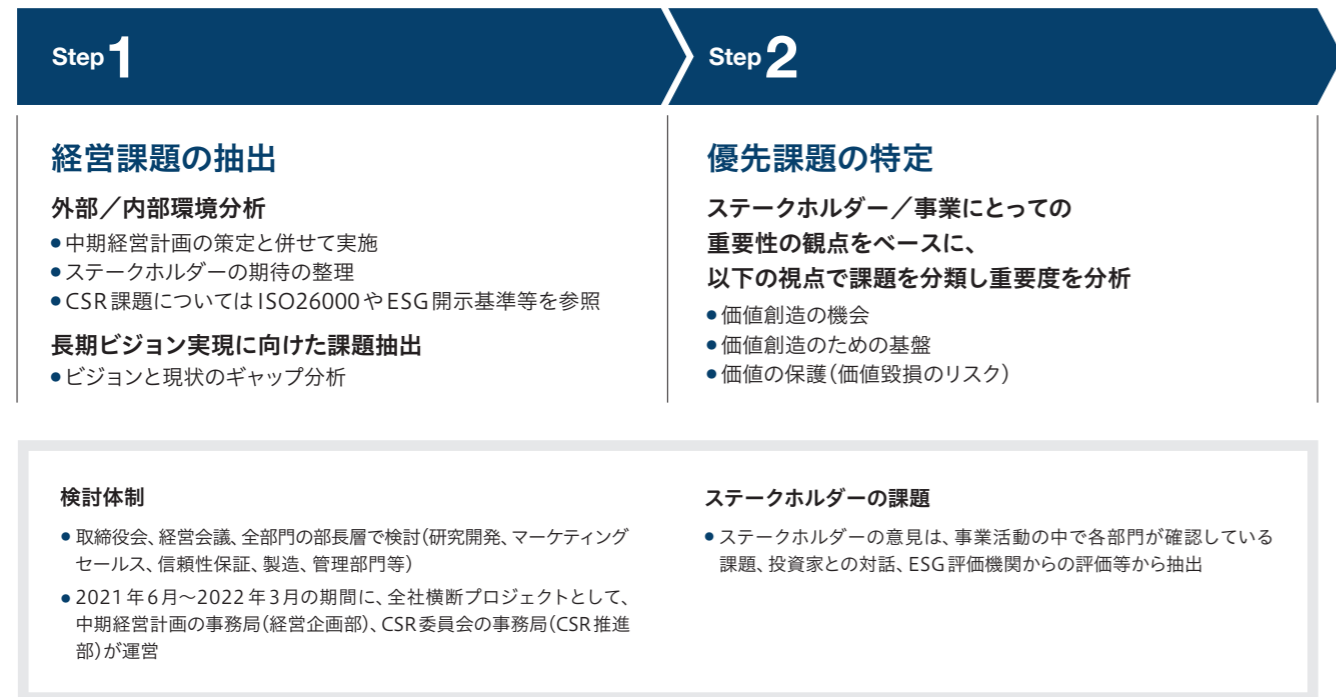 Step 1
経営課題の抽出
外部／内部環境分析
●中期経営計画の策定と併せて実施
●ステークホルダーの期待の整理
●CSR課題についてはISO26000やESG開示基準等を参照
長期ビジョン実現に向けた課題抽出
●ビジョンと現状のギャップ分析
Step 2
優先課題の特定
ステークホルダー／事業にとっての
重要性の観点をベースに、
以下の視点で課題を分類し重要度を分析
●価値創造の機会
●価値創造のための基盤
●価値の保護（価値毀損のリスク）
検討体制
●取締役会、経営会議、全部門の部長層で検討（研究開発、マーケティング
セールス、信頼性保証、製造、管理部門等）
●2021年6月～2022年3月の期間に、全社横断プロジェクトとして、
中期経営計画の事務局（経営企画部）、CSR委員会の事務局（CSR推進
部）が運営
ステークホルダーの課題
●ステークホルダーの意見は、事業活動の中で各部門が確認している
課題、投資家との対話、ESG評価機関からの評価等から抽出